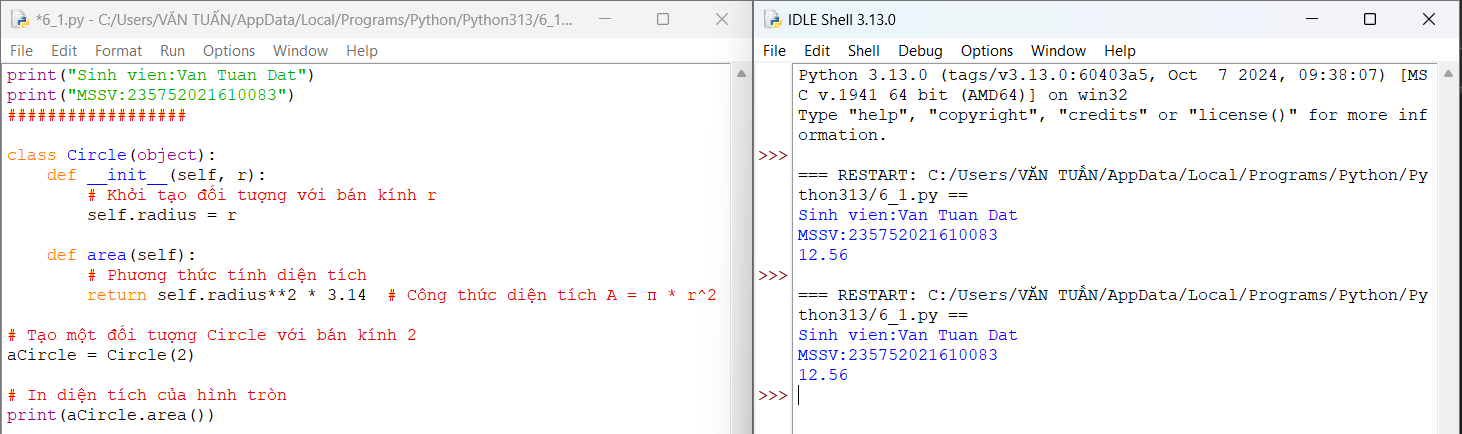 *6_1.py - C:/Users/VĂN TUẤN/AppData/Local/Programs/Python/Python313/6_1...
File Edit Format Run Options Window Help
print("Sinh vien:Van Tuan Dat")
print("MSSV:235752021610083")
##################
class Circle(object):
    def __init__(self, r):
        # Khởi tạo đối tượng với bán kính r
        self.radius = r
    def area(self):
        # Phương thức tính diện tích
        return self.radius**2 * 3.14  # Công thức diện tích A = π * r^2
# Tạo một đối tượng Circle với bán kính 2
aCircle = Circle(2)
# In diện tích của hình tròn
print(aCircle.area())
IDLE Shell 3.13.0
File Edit Shell Debug Options Window Help
Python 3.13.0 (tags/v3.13.0:60403a5, Oct  7 2024, 09:38:07) [MS
C v.1941 64 bit (AMD64)] on win32
Type "help", "copyright", "credits" or "license()" for more inf
ormation.
>>>
=== RESTART: C:/Users/VĂN TUẤN/AppData/Local/Programs/Python/Py
thon313/6_1.py ==
Sinh vien:Van Tuan Dat
MSSV:235752021610083
12.56
>>>
=== RESTART: C:/Users/VĂN TUẤN/AppData/Local/Programs/Python/Py
thon313/6_1.py ==
Sinh vien:Van Tuan Dat
MSSV:235752021610083
12.56
>>>